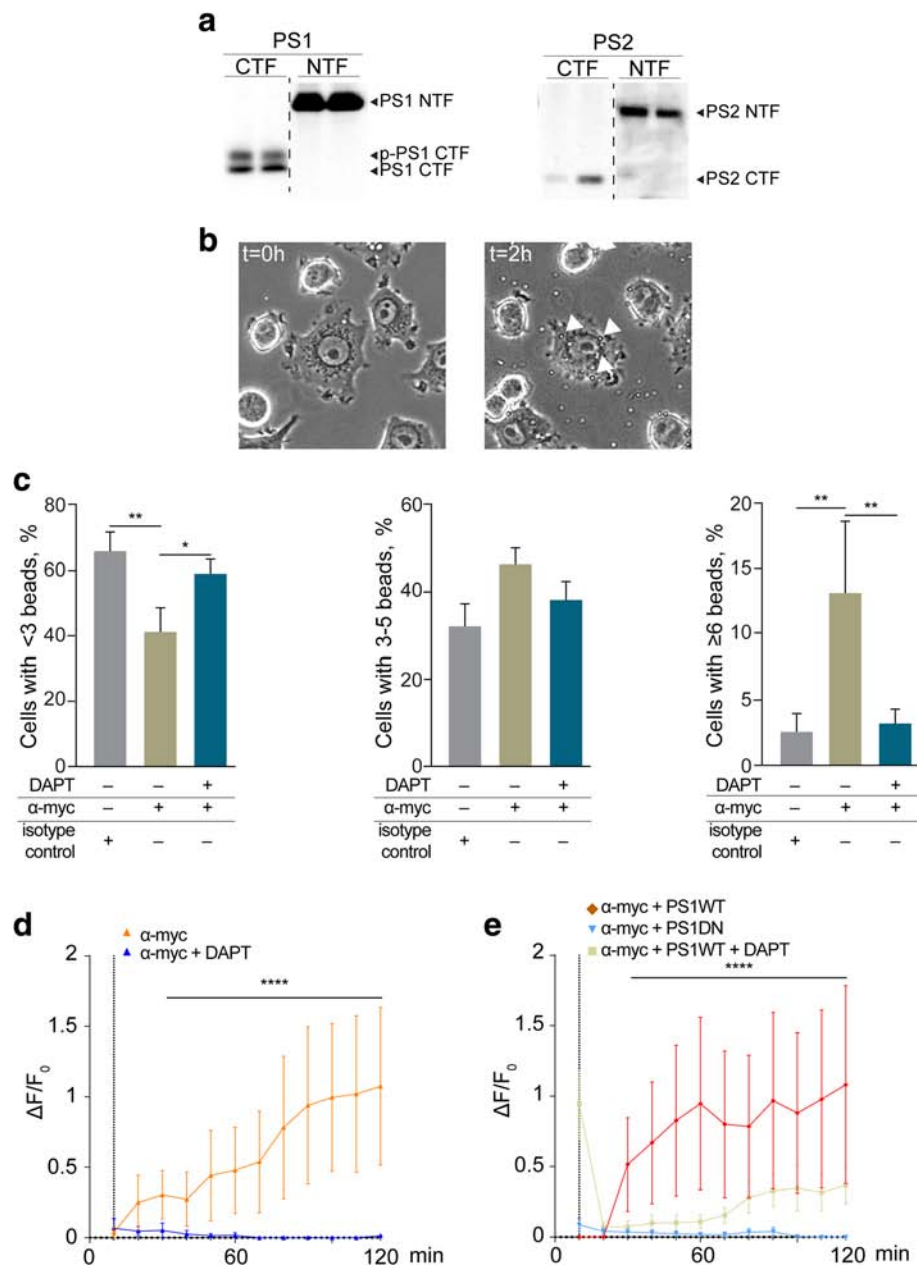 a
PS1 PS2
CTF NTF CTF NTF
◂PS1 NTF ◂PS2 NTF
◂p-PS1 CTF
◂PS1 CTF ◂PS2 CTF
b
t=0h t=2h
c
Cells with <3 beads, %
80
60
40
20
0
DAPT – – +
α-myc – + +
isotype control + – –
Cells with 3-5 beads, %
60
40
20
0
DAPT – – +
α-myc – + +
isotype control + – –
Cells with ≥6 beads, %
20
15
10
5
0
DAPT – – +
α-myc – + +
isotype control + – –
** *
** **
d
α-myc
α-myc + DAPT
****
ΔF/F0
2
1.5
1
0.5
0
0 60 120 min
e
α-myc + PS1WT
α-myc + PS1DN
α-myc + PS1WT + DAPT
****
ΔF/F0
2
1.5
1
0.5
0
0 60 120 min